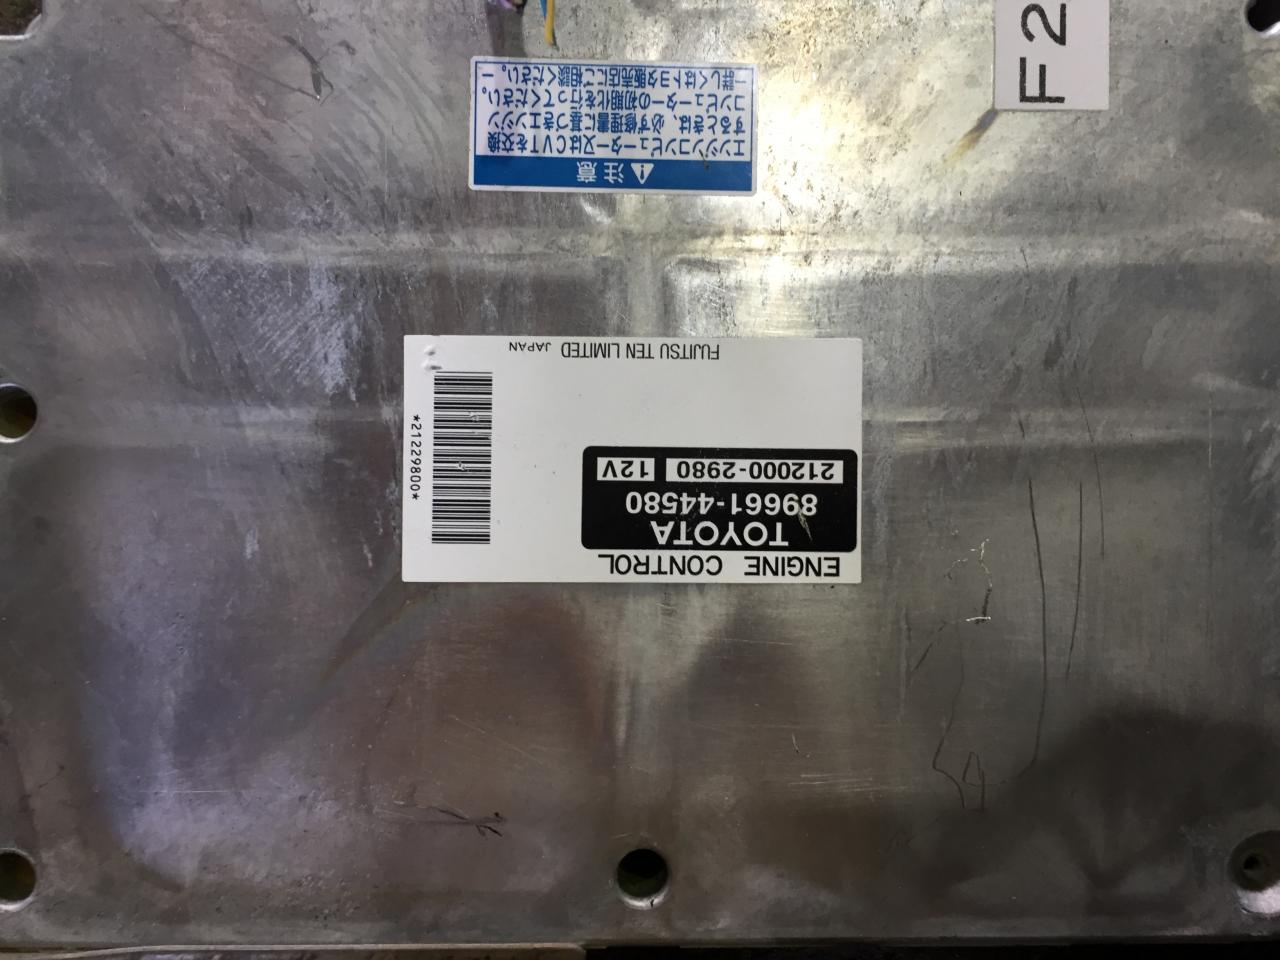 ENGINE CONTROL
TOYOTA
89661-44580
212000-2980 12V
*21229800*
FUJITSU TEN LIMITED JAPAN
注意
エンジンコンピューター又はCVTを交換
するときは、必ず修理書に基づきエンジン
コンピューターの初期化を行ってください。
詳しくはトヨタ販売店にご相談ください。
F2